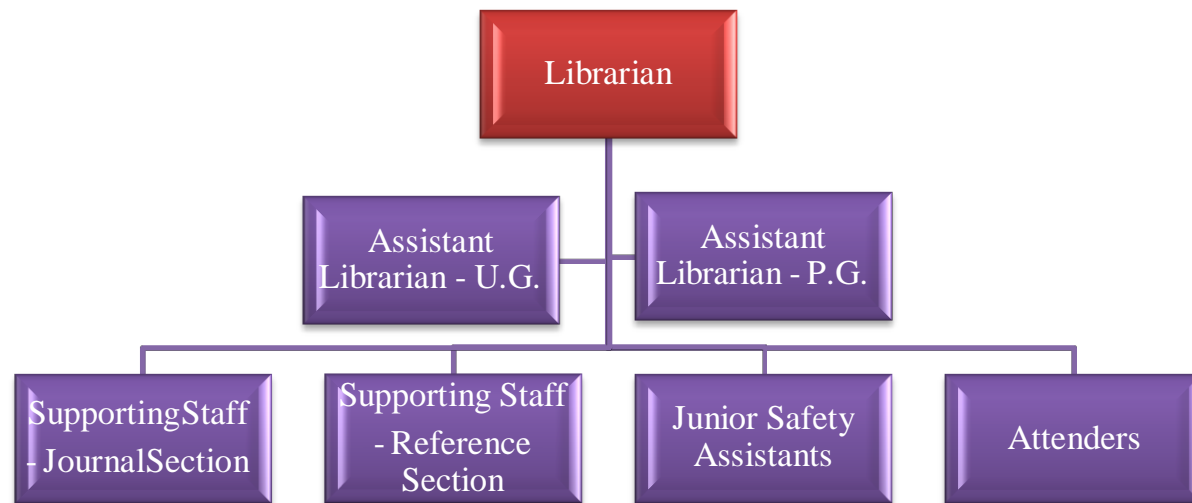 Librarian
Assistant
Librarian - U.G.
Assistant
Librarian - P.G.
SupportingStaff
- JournalSection
Supporting Staff
- Reference
Section
Junior Safety
Assistants
Attenders